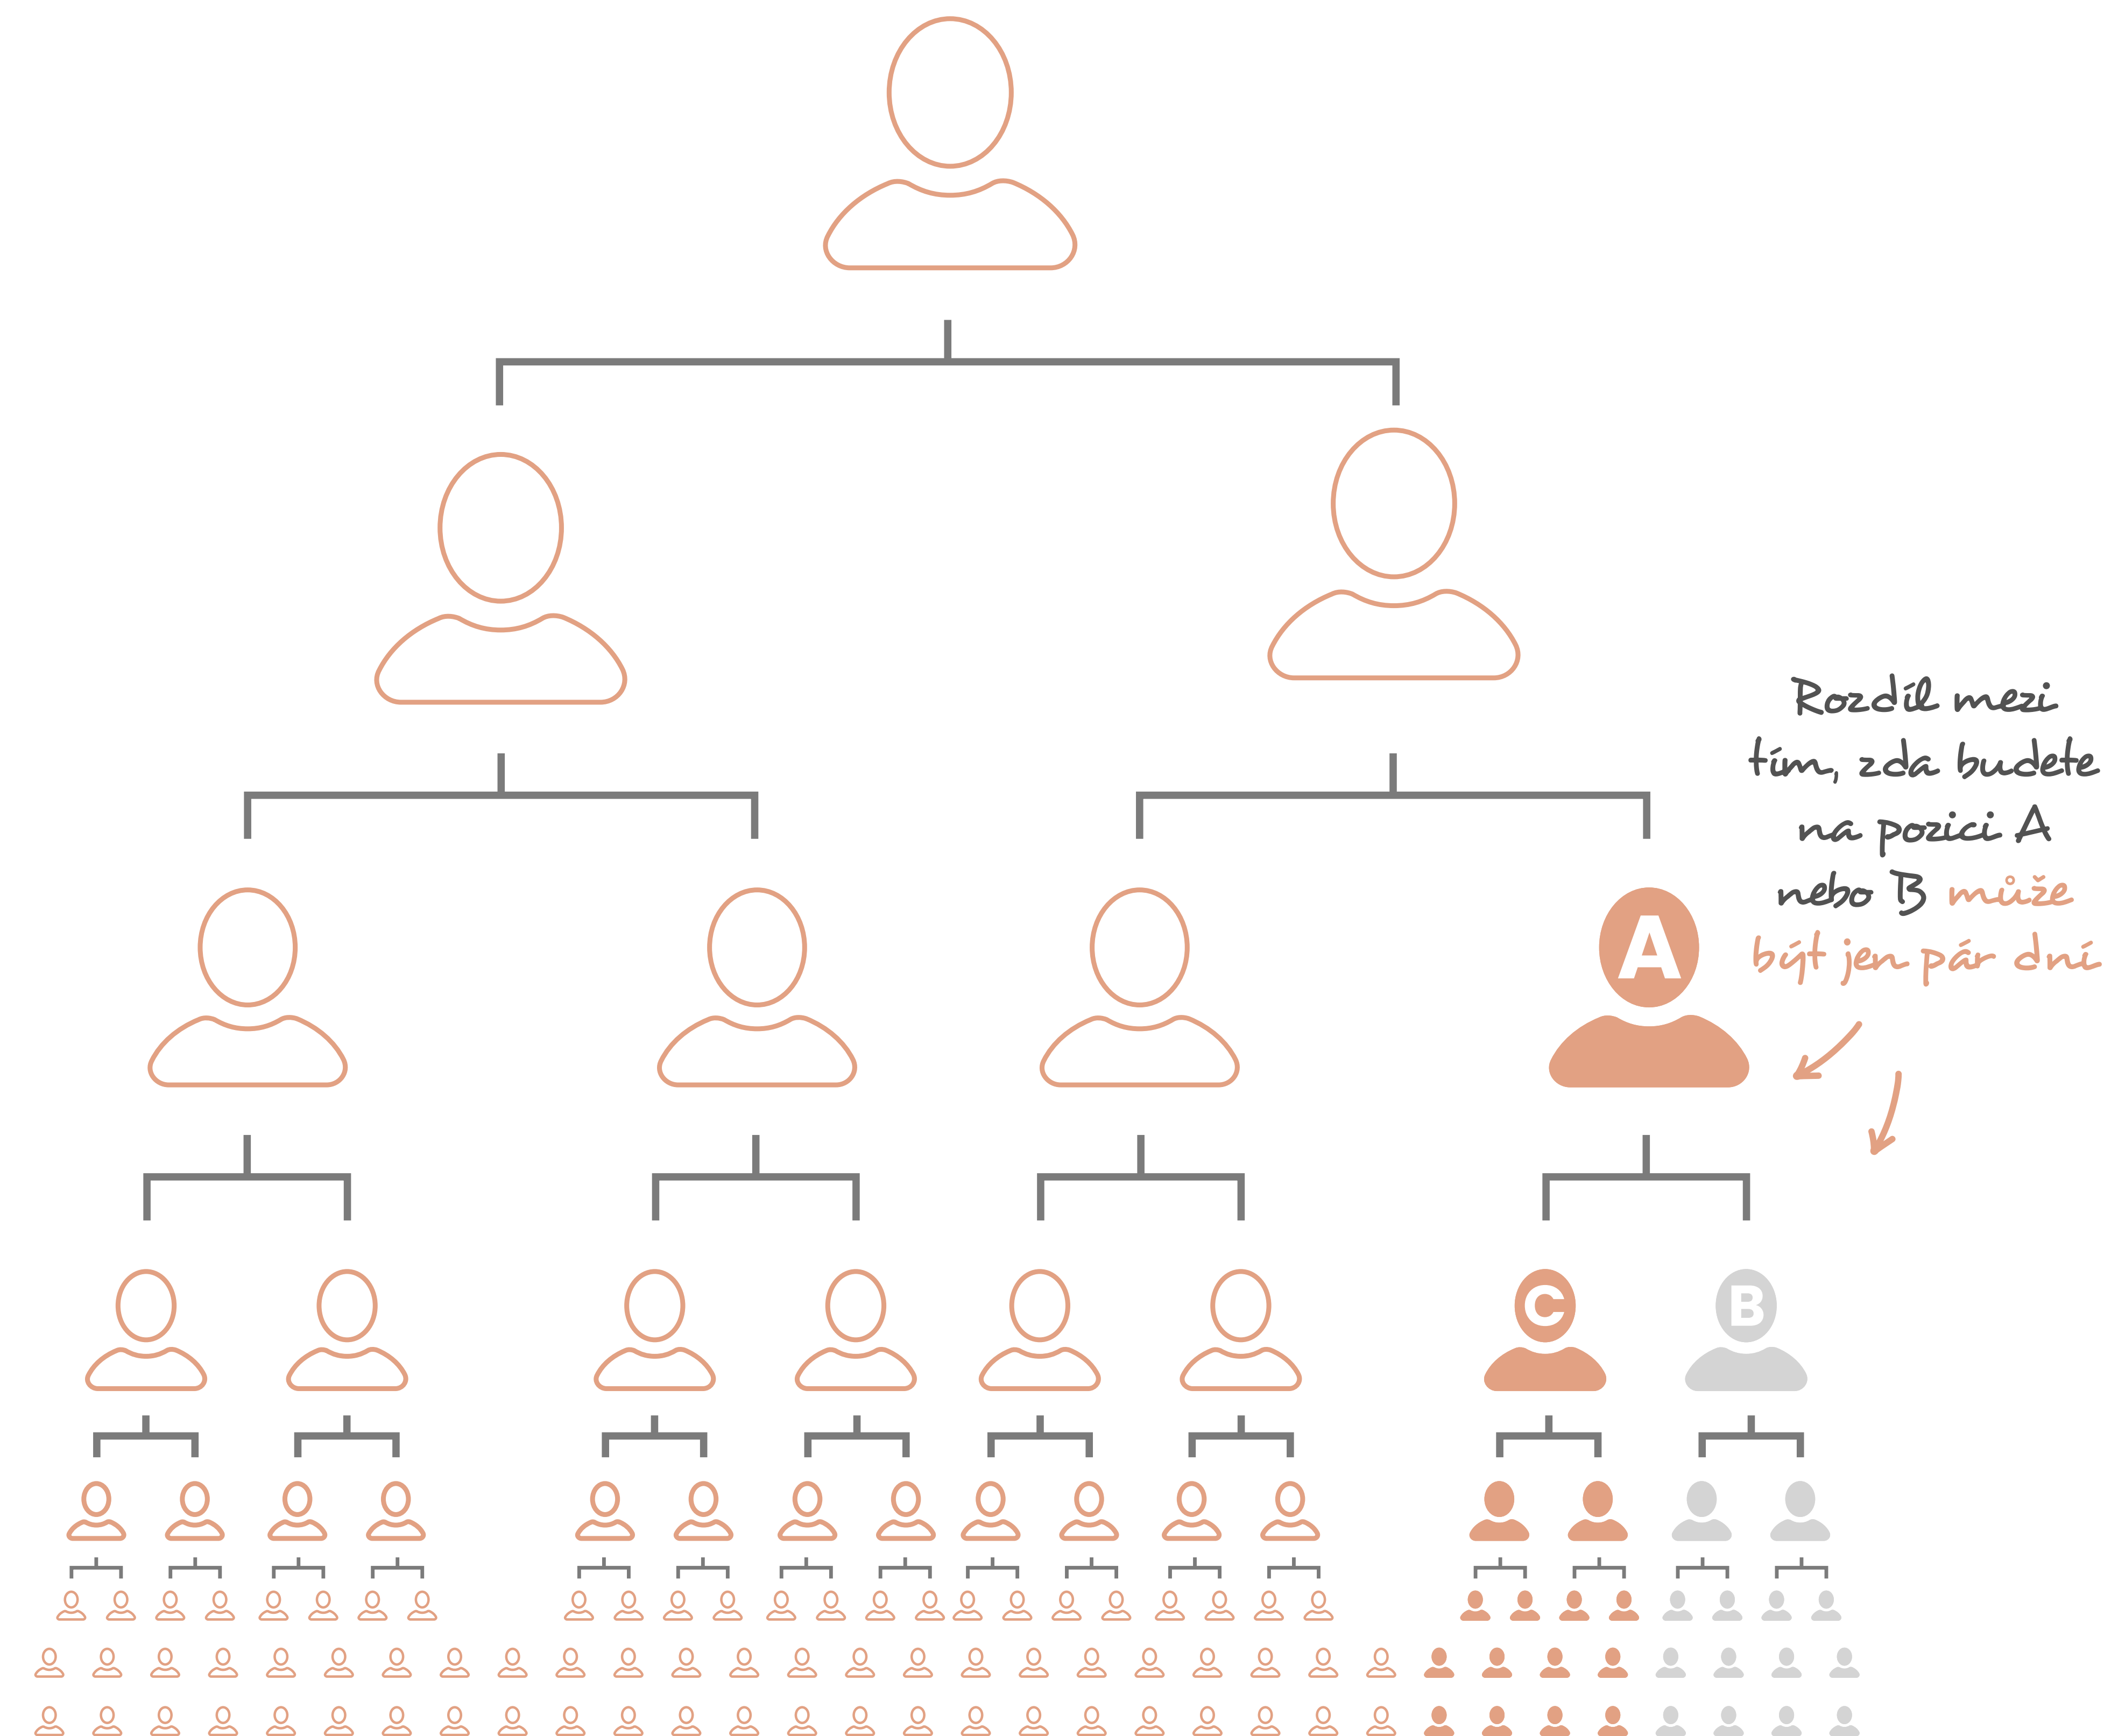 Rozdíl mezi
tím, zda budete
na pozici A
nebo B může
být jen pár dní
A
C
B